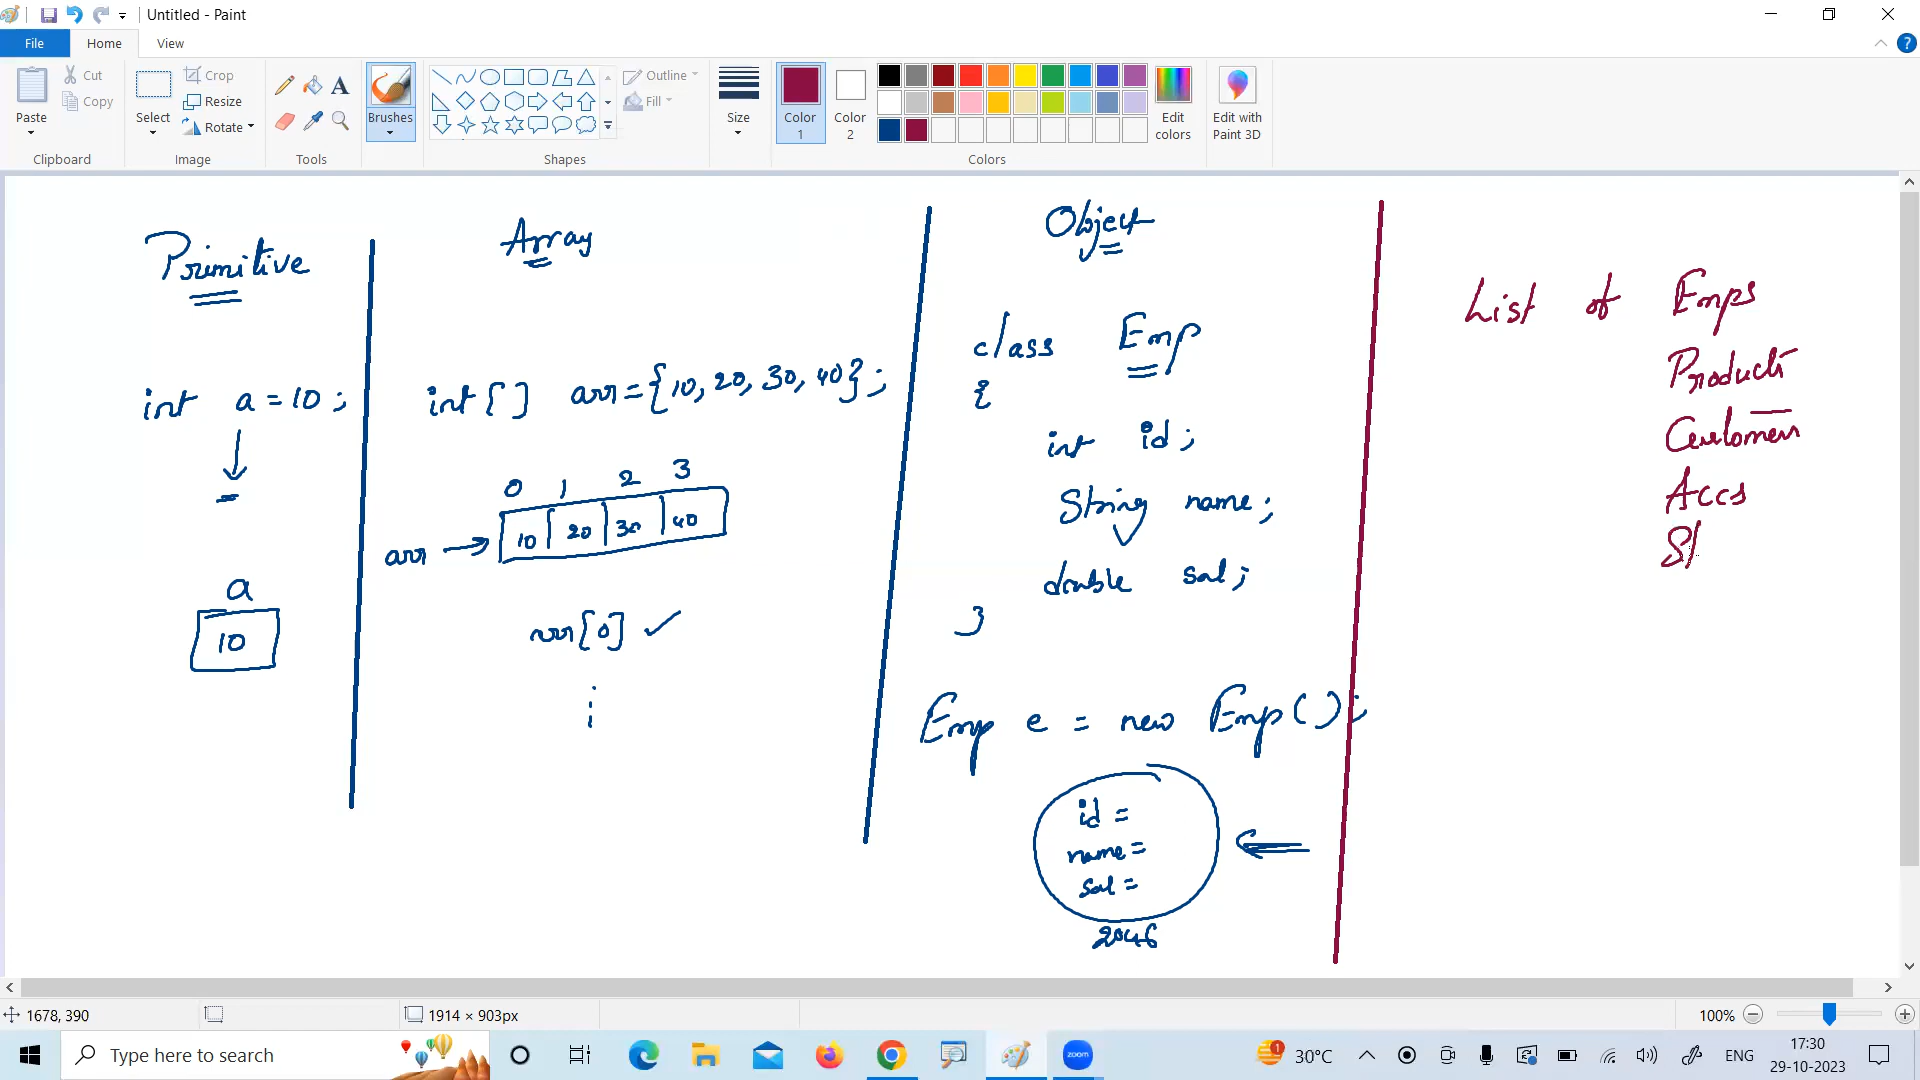 Untitled - Paint
File Home View
Cut
Copy
Paste
Clipboard
Crop
Resize
Rotate
Select
Image
Tools
Brushes
Outline
Fill
Shapes
Size
Color 1
Color 2
Edit colors
Colors
Edit with Paint 3D
Primitive
int a = 10 ;
a
10
Array
int [ ] arr = {10, 20, 30, 40} ;
0 1 2 3
arr 10 20 30 40
arr[0]
Object
class Emp
{
int id ;
String name ;
double sal ;
}
Emp e = new Emp( ) ;
id =
name =
sal =
2046
List of Emps
Products
Customers
Accs
1678, 390
1914 × 903px
100%
Type here to search
zoom
1
30°C
ENG
17:30
29-10-2023